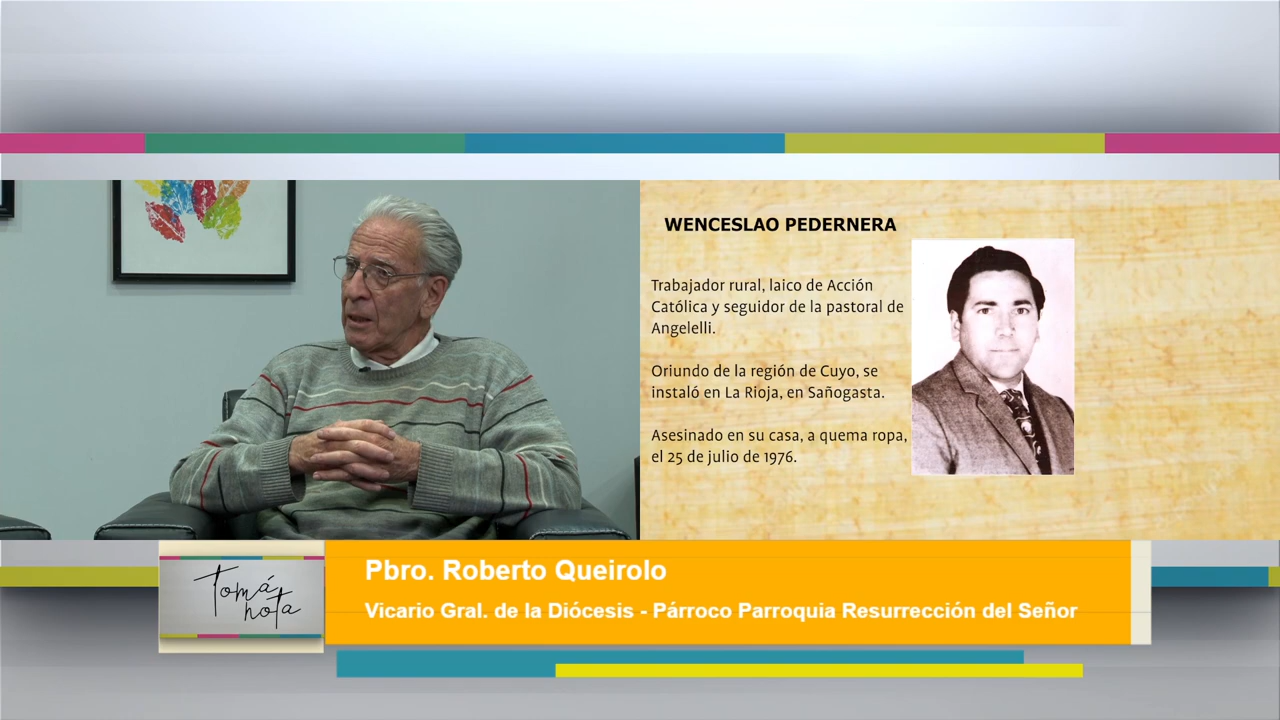 WENCESLAO PEDERNERA
Trabajador rural, laico de Acción
Católica y seguidor de la pastoral de
Angelelli.
Oriundo de la región de Cuyo, se
instaló en La Rioja, en Sañogasta.
Asesinado en su casa, a quema ropa,
el 25 de julio de 1976.
tomá
nota
Pbro. Roberto Queirolo
Vicario Gral. de la Diócesis - Párroco Parroquia Resurrección del Señor